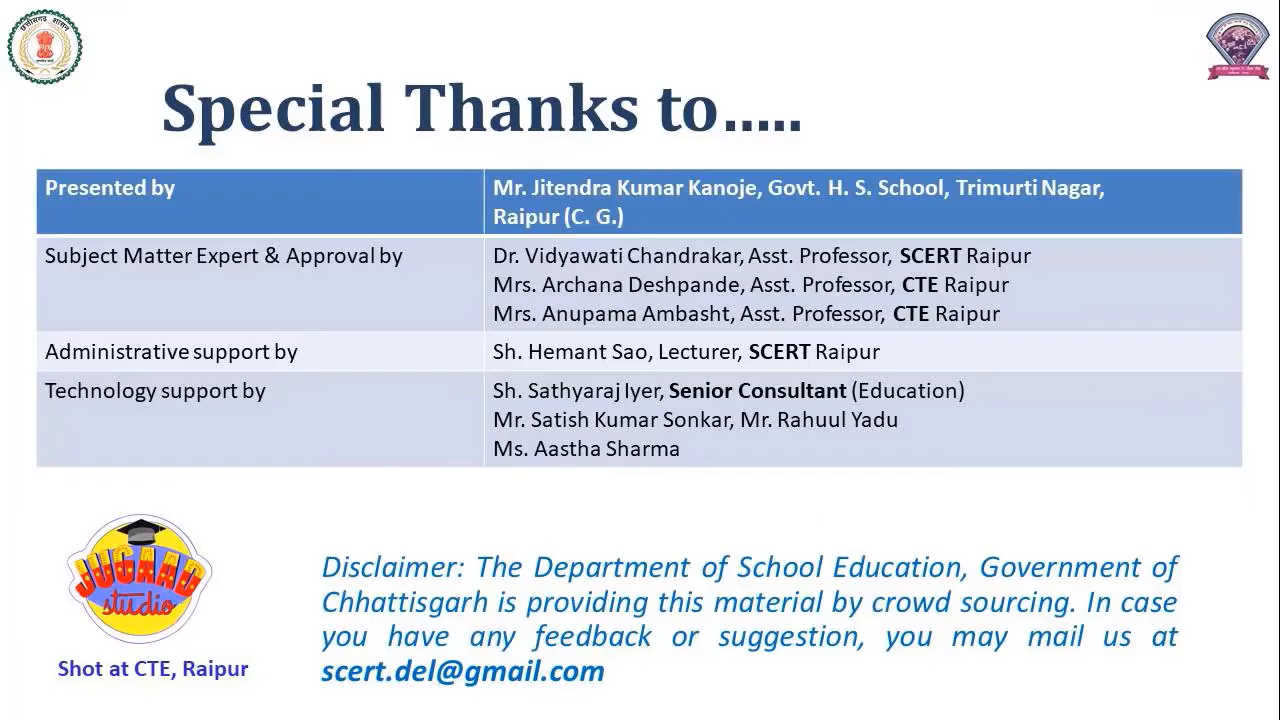 छत्तीसगढ़ शासन
Special Thanks to.....
Presented by
Mr. Jitendra Kumar Kanoje, Govt. H. S. School, Trimurti Nagar,
Raipur (C. G.)
Subject Matter Expert & Approval by
Dr. Vidyawati Chandrakar, Asst. Professor, SCERT Raipur
Mrs. Archana Deshpande, Asst. Professor, CTE Raipur
Mrs. Anupama Ambasht, Asst. Professor, CTE Raipur
Administrative support by
Sh. Hemant Sao, Lecturer, SCERT Raipur
Technology support by
Sh. Sathyaraj Iyer, Senior Consultant (Education)
Mr. Satish Kumar Sonkar, Mr. Rahuul Yadu
Ms. Aastha Sharma
JUGAAD
studio
Shot at CTE, Raipur
Disclaimer: The Department of School Education, Government of
Chhattisgarh is providing this material by crowd sourcing. In case
you have any feedback or suggestion, you may mail us at
scert.del@gmail.com